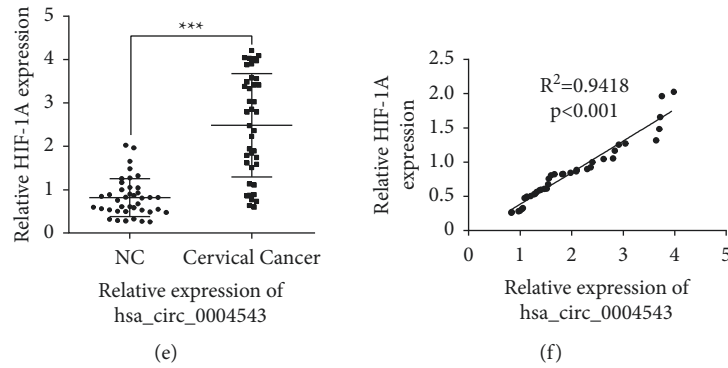 Relative HIF-1A expression
5
4
3
2
1
0
***
NC
Cervical Cancer
Relative expression of
hsa_circ_0004543
(e)
Relative HIF-1A
expression
2.5
2.0
1.5
1.0
0.5
0.0
R²=0.9418
p<0.001
0 1 2 3 4 5
Relative expression of
hsa_circ_0004543
(f)